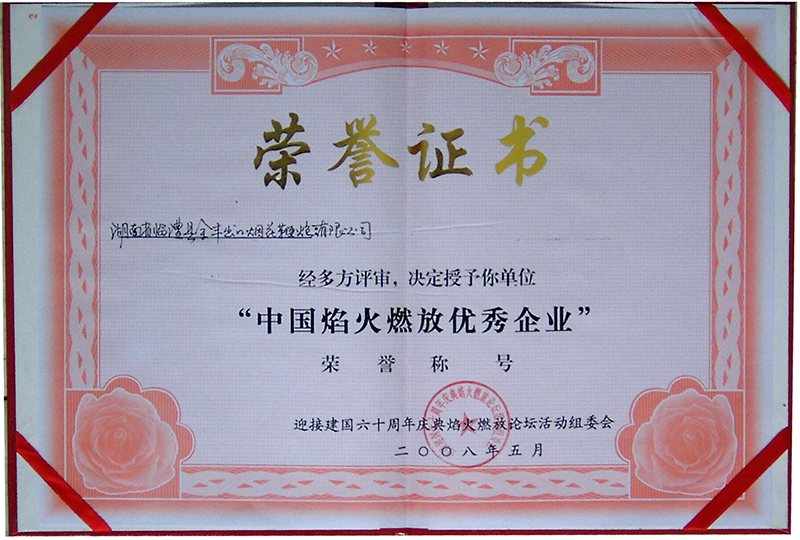 荣誉证书
湖南省临澧县全丰出口烟花鞭炮有限公司
经多方评审，决定授予你单位
“中国焰火燃放优秀企业”
荣誉称号
迎接建国六十周年庆典焰火燃放论坛活动组委会
二〇〇八年五月